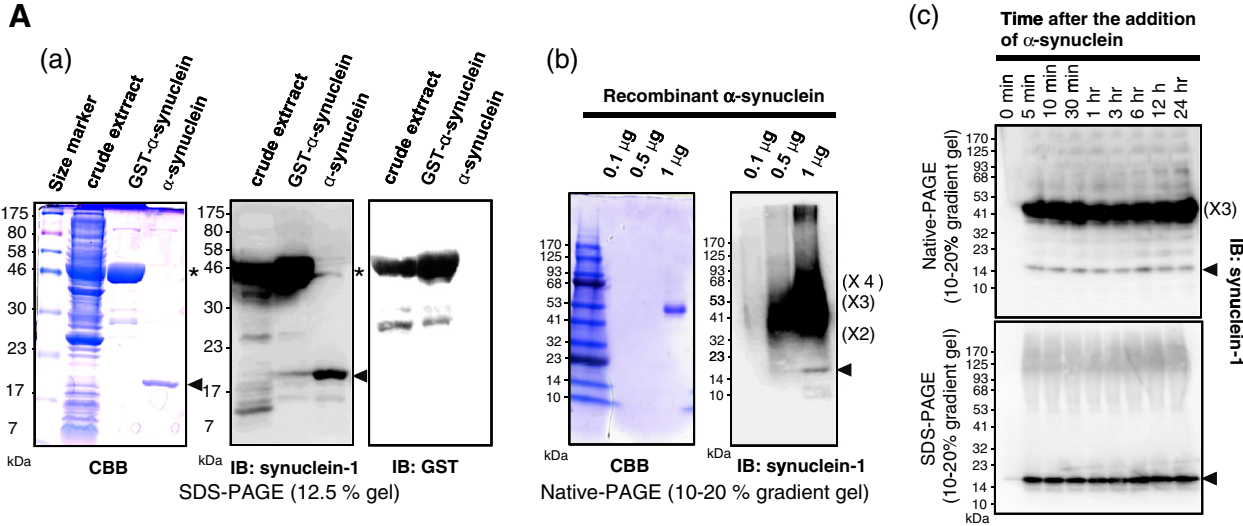 A
(a)
Size marker
crude extrract
GST-α-synuclein
α-synuclein
175
80
58
46
30
23
17
7
kDa
*
CBB
crude extrract
GST-α-synuclein
α-synuclein
175
80
58
46
30
23
17
7
kDa
*
IB: synuclein-1
crude extrract
GST-α-synuclein
α-synuclein
IB: GST
SDS-PAGE (12.5 % gel)
(b)
Recombinant α-synuclein
0.1 μg
0.5 μg
1 μg
170
125
93
68
53
41
32
23
14
10
kDa
CBB
0.1 μg
0.5 μg
1 μg
170
125
93
68
53
41
32
23
14
10
kDa
(X 4 )
(X3)
(X2)
IB: synuclein-1
Native-PAGE (10-20 % gradient gel)
(c)
Time after the addition
of α-synuclein
0 min
5 min
10 min
30 min
1 hr
3 hr
6 hr
12 h
24 hr
Native-PAGE
(10-20% gradient gel)
170
125
93
68
53
41
32
23
14
10
(X3)
IB: synuclein-1
SDS-PAGE
(10-20% gradient gel)
170
125
93
68
53
41
32
22
14
10
kDa